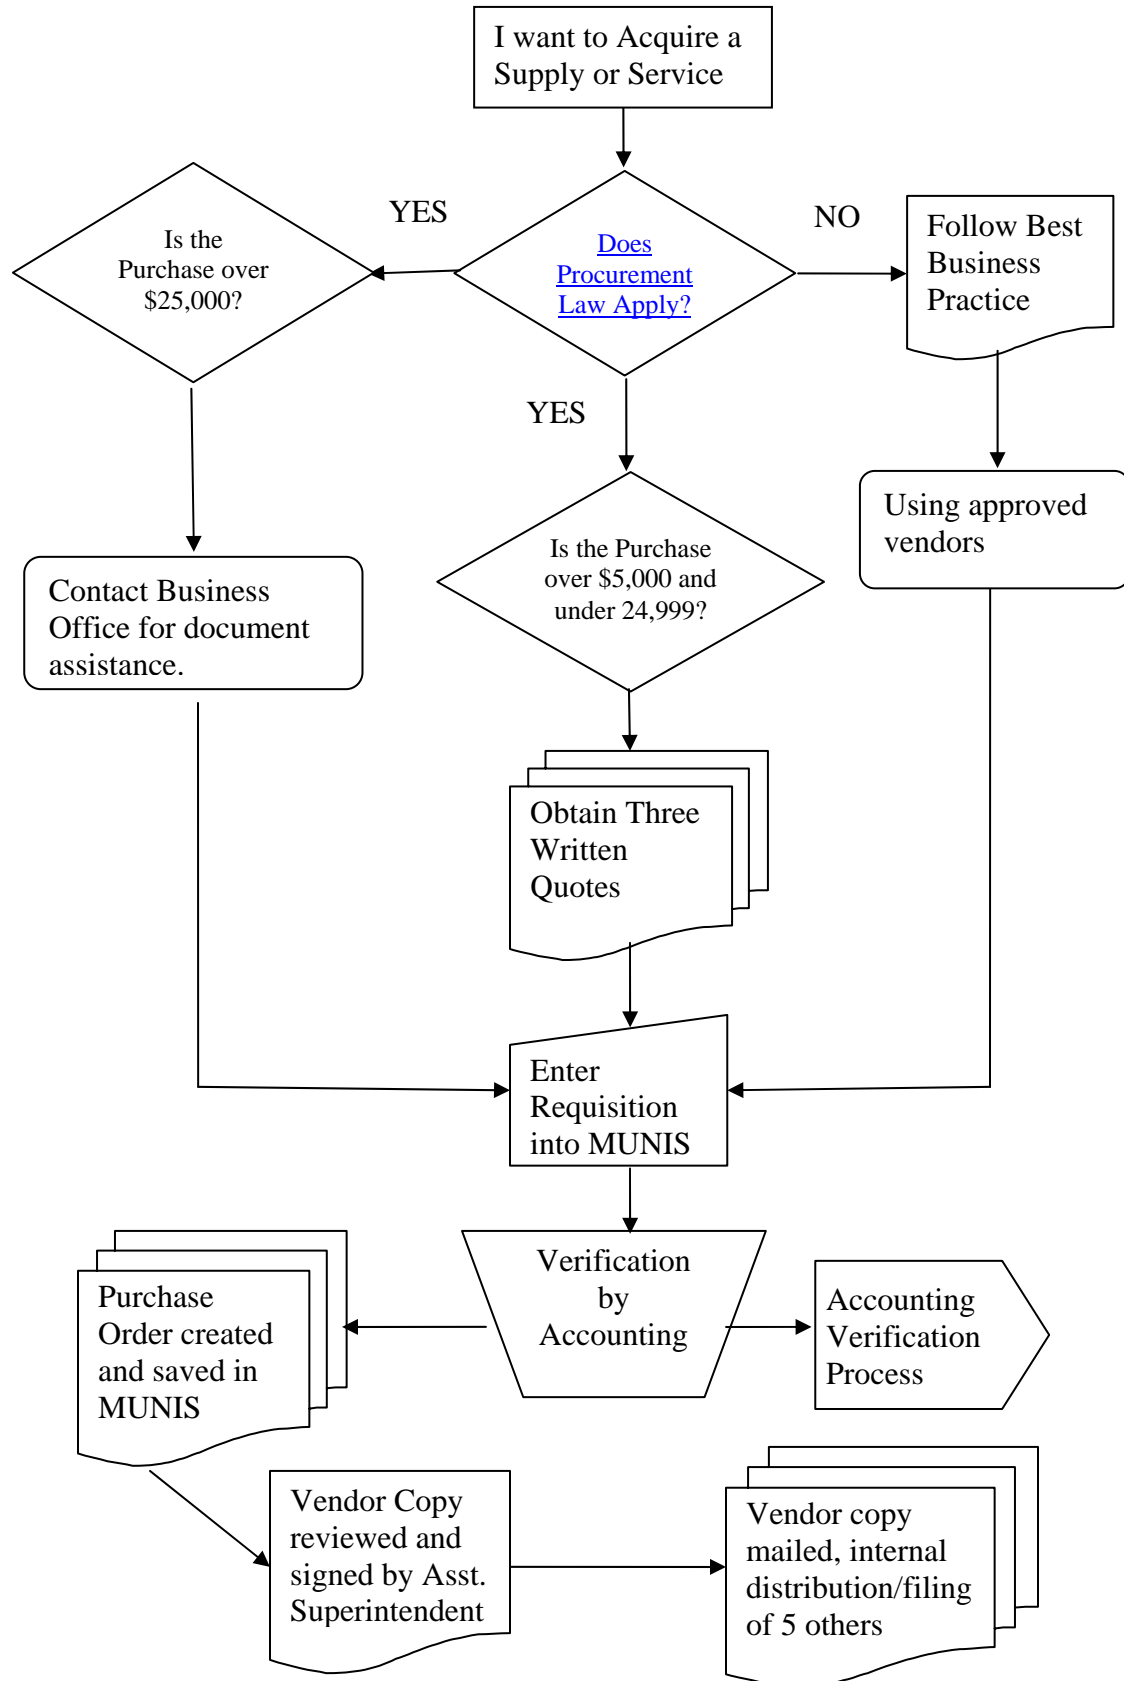 I want to Acquire a
Supply or Service
YES
NO
Is the
Purchase over
$25,000?
Does
Procurement
Law Apply?
Follow Best
Business
Practice
YES
Using approved
vendors
Is the Purchase
over $5,000 and
under 24,999?
Contact Business
Office for document
assistance.
Obtain Three
Written
Quotes
Enter
Requisition
into MUNIS
Verification
by
Accounting
Purchase
Order created
and saved in
MUNIS
Accounting
Verification
Process
Vendor Copy
reviewed and
signed by Asst.
Superintendent
Vendor copy
mailed, internal
distribution/filing
of 5 others